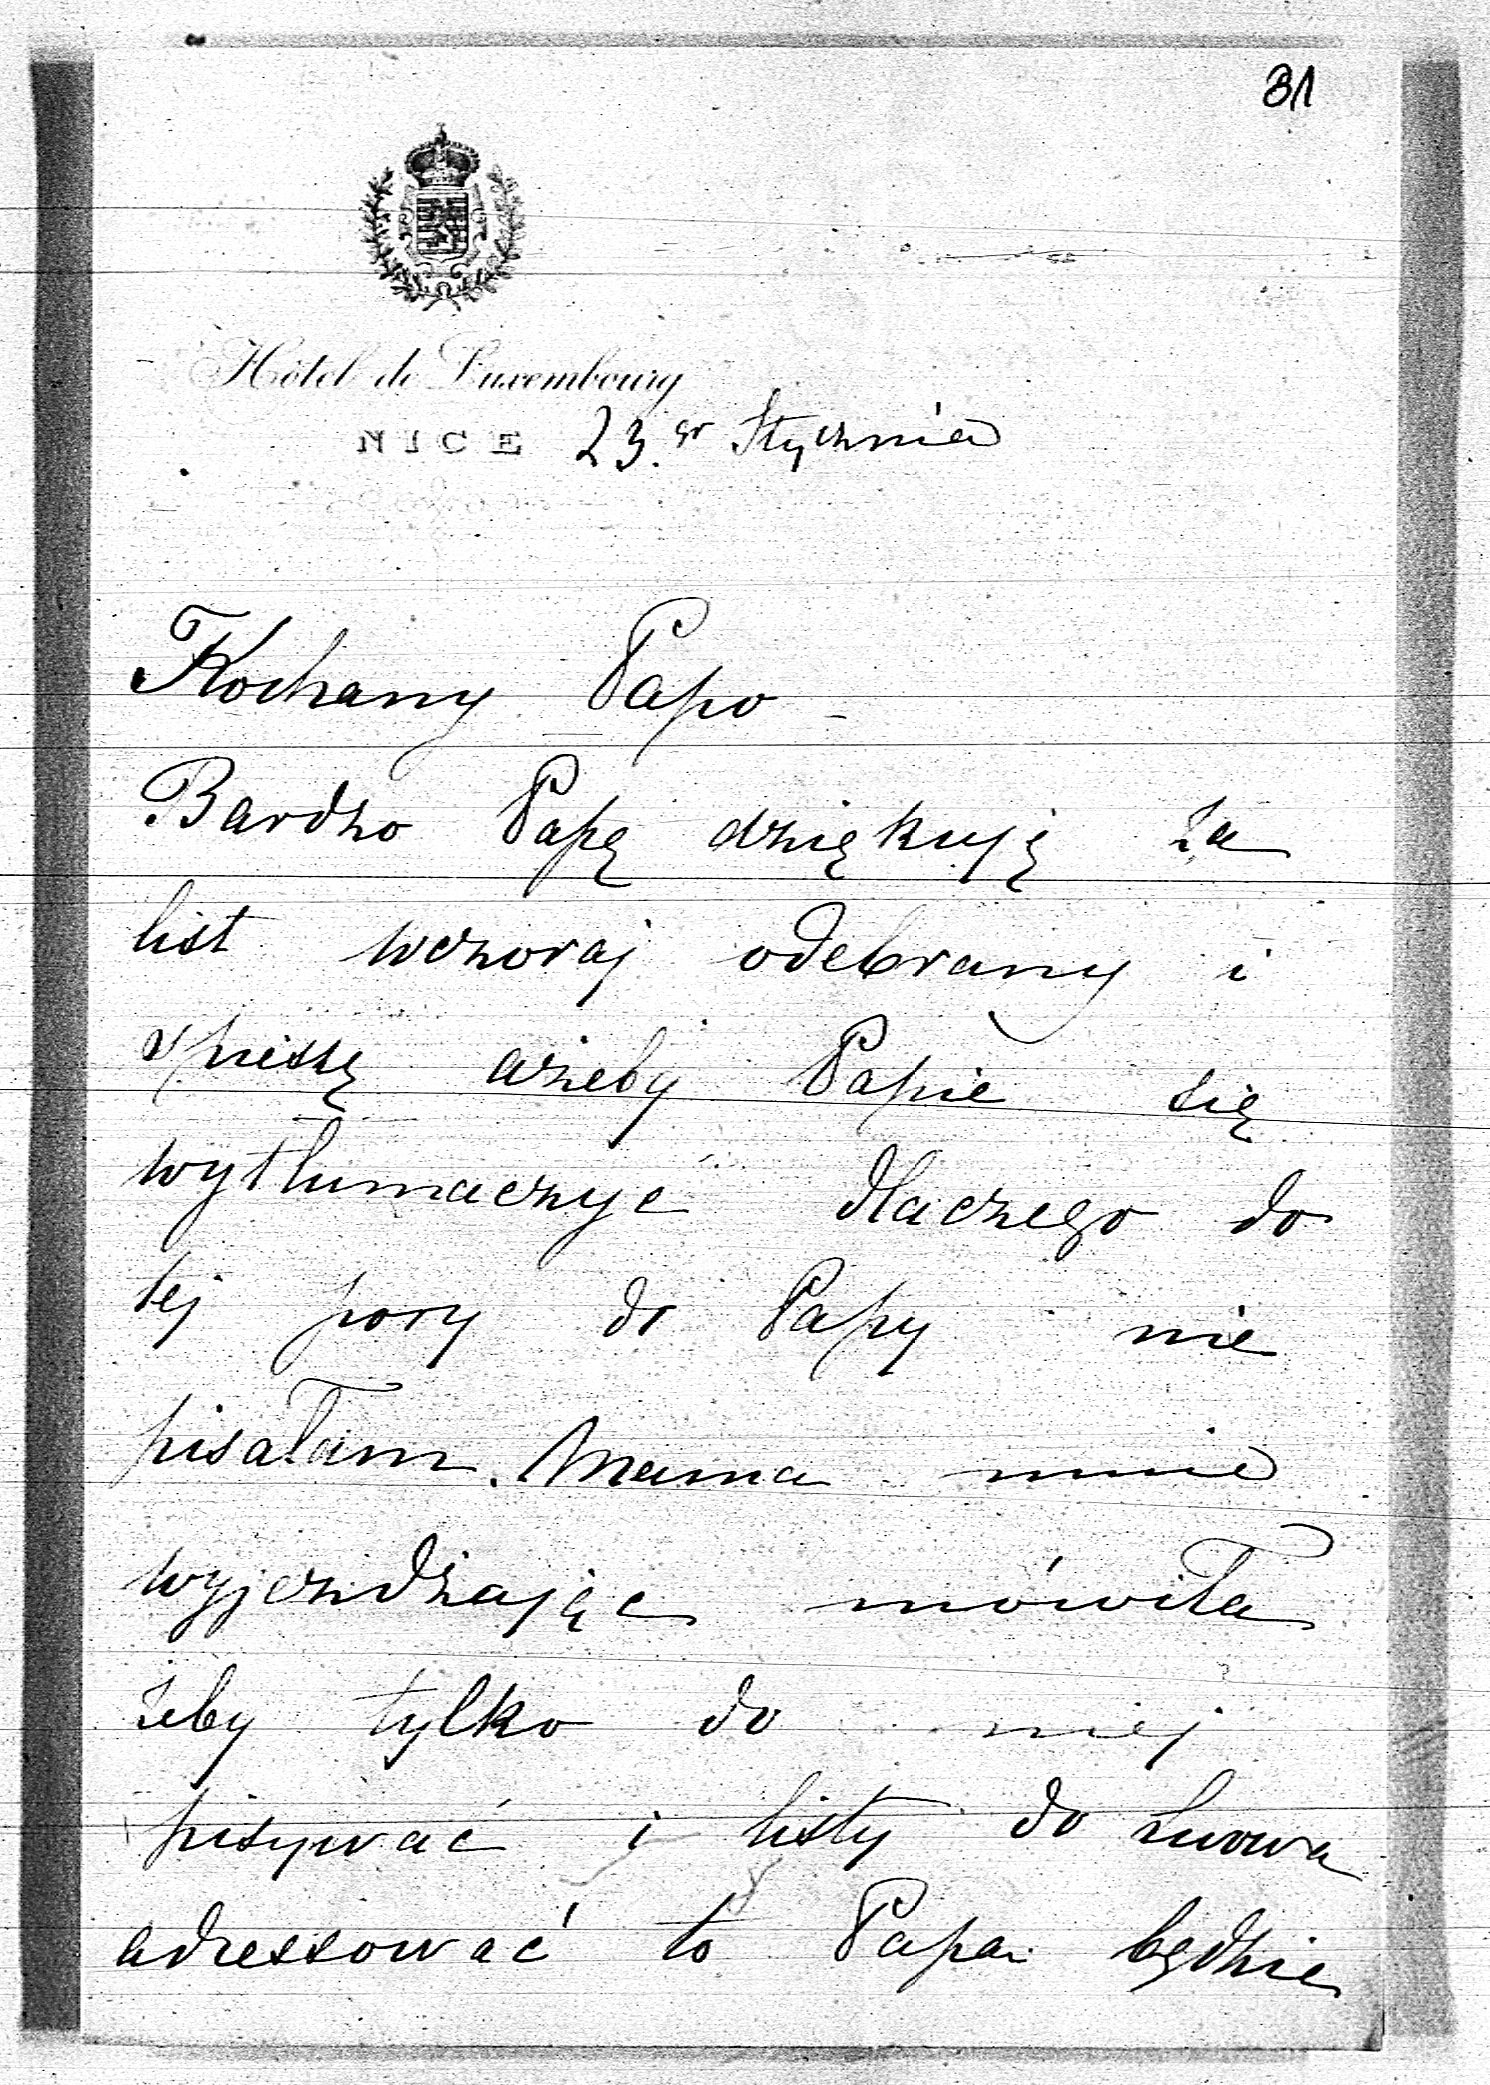 31
Hôtel de Luxembourg
NICE 23.go Stycznia
Kochany Papo
Bardzo Papę dziękuję za
list wczoraj odebrany i
spieszę ażeby Papie się
wytłumaczyć dlaczego do
tej pory do Papy nie
pisałam. Mama mnie
wyjeżdżając mówiła
żeby tylko do niej
pisywać i listy do Lwowa
adressować to Papa będzie